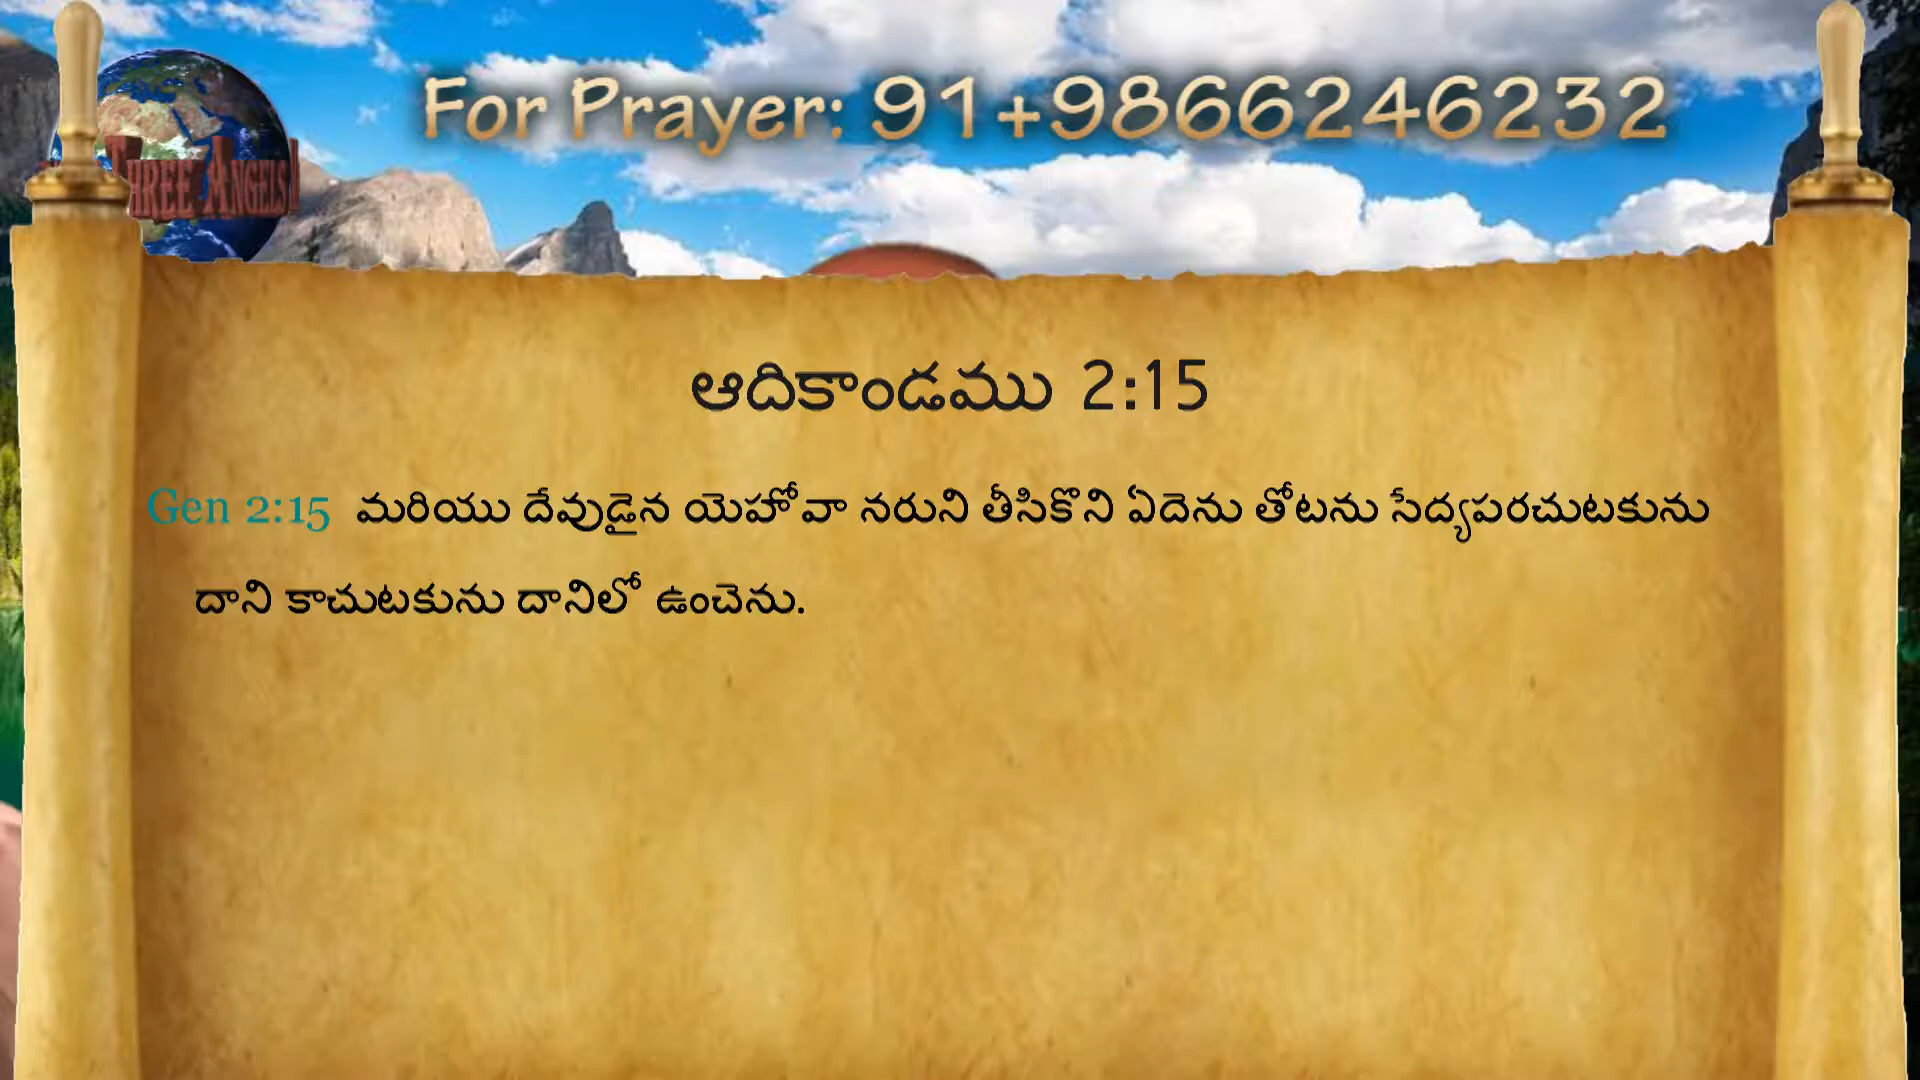 For Prayer: 91+9866246232
THREE ANGELS
ఆదికాండము 2:15
Gen 2:15 మరియు దేవుడైన యెహోవా నరుని తీసికొని ఏదెను తోటను సేద్యపరచుటకును
దాని కాచుటకును దానిలో ఉంచెను.